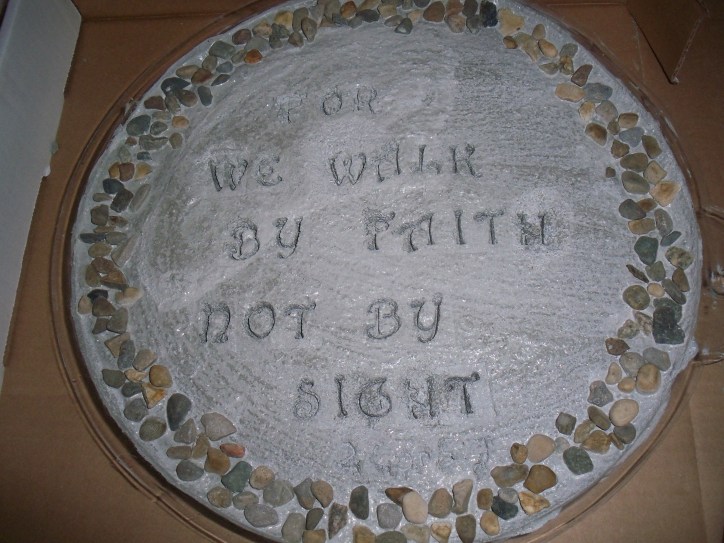 FOR
WE WALK
BY FAITH
NOT BY
SIGHT